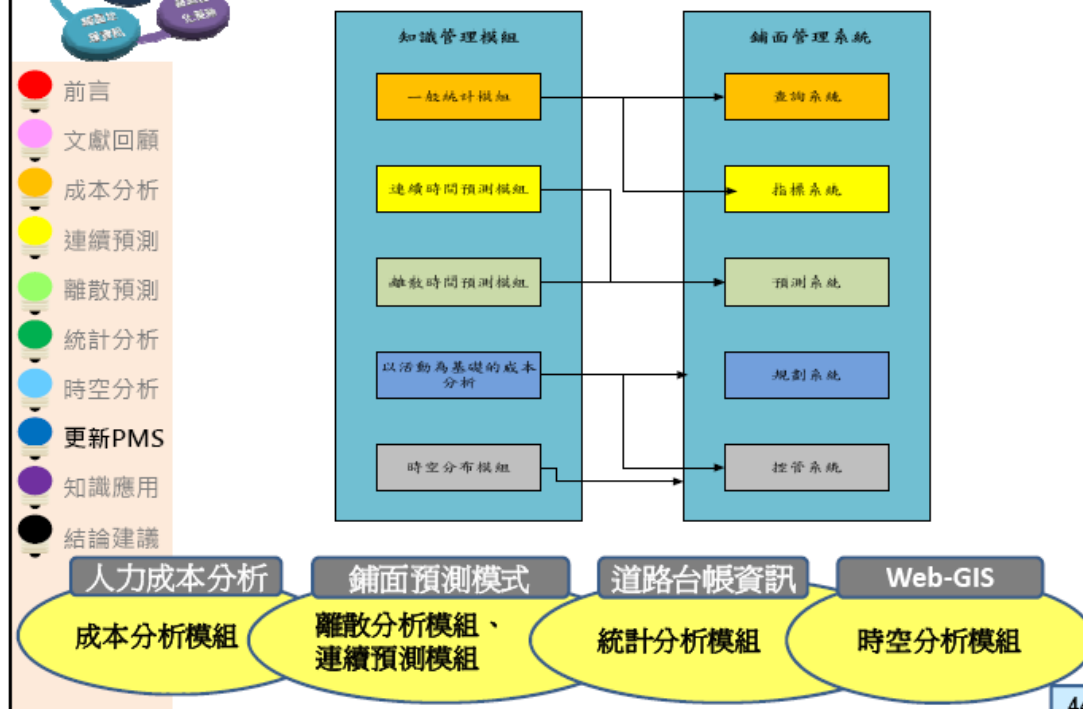 知識管理模組
鋪面管理系統
一般統計模組
查詢系統
連續時間預測模組
指標系統
離散時間預測模組
預測系統
以活動為基礎的成本
分析
規劃系統
時空分布模組
控管系統
前言
文獻回顧
成本分析
連續預測
離散預測
統計分析
時空分析
更新PMS
知識應用
結論建議
人力成本分析
成本分析模組
鋪面預測模式
離散分析模組、
連續預測模組
道路台帳資訊
統計分析模組
Web-GIS
時空分析模組